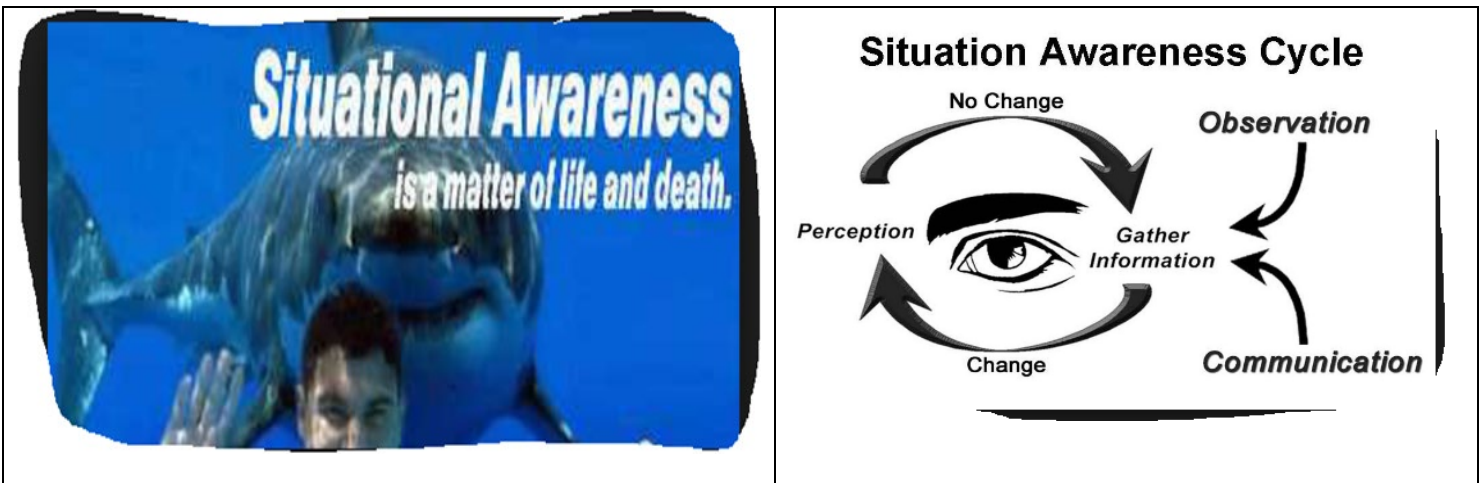 Situational Awareness
is a matter of life and death.
Situation Awareness Cycle
No Change
Observation
Perception
Gather
Information
Change
Communication